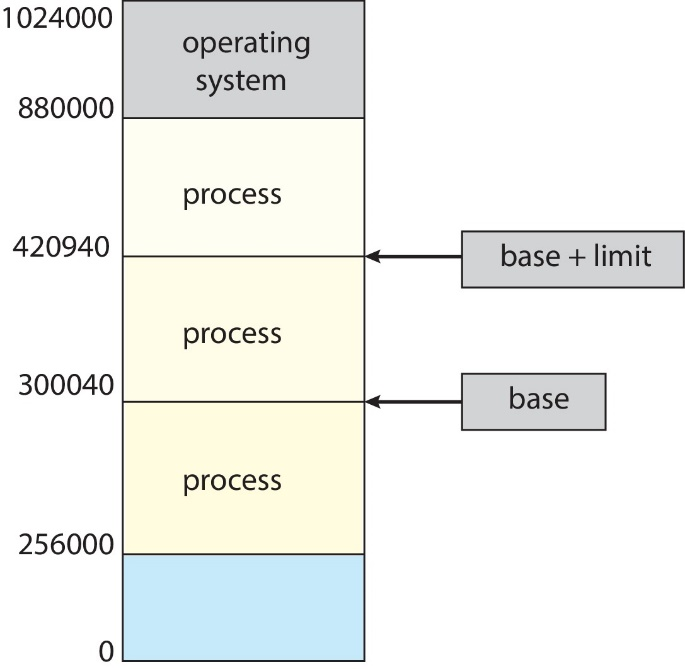 1024000
operating
system
880000
process
420940
base + limit
process
300040
base
process
256000
0